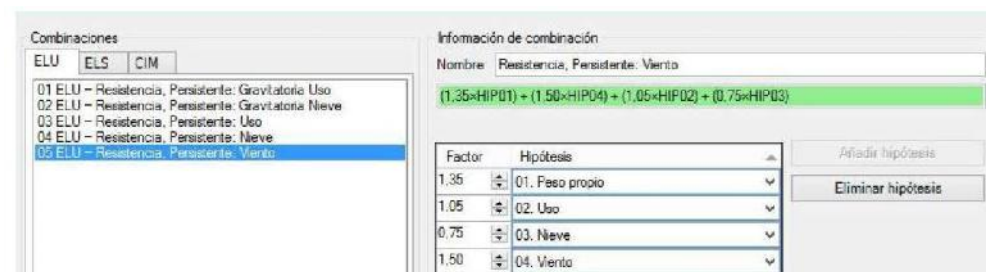 Combinaciones
ELU ELS CIM
01 ELU – Resistencia, Persistente: Gravitatoria Uso
02 ELU – Resistencia, Persistente: Gravitatoria Nieve
03 ELU – Resistencia, Persistente: Uso
04 ELU – Resistencia, Persistente: Nieve
05 ELU – Resistencia, Persistente: Viento
Información de combinación
Nombre: Resistencia, Persistente: Viento
(1,35×HIP01) + (1,50×HIP04) + (1,05×HIP02) + (0,75×HIP03)
Factor Hipótesis
1,35 01. Peso propio
1,05 02. Uso
0,75 03. Nieve
1,50 04. Viento
Añadir hipótesis
Eliminar hipótesis